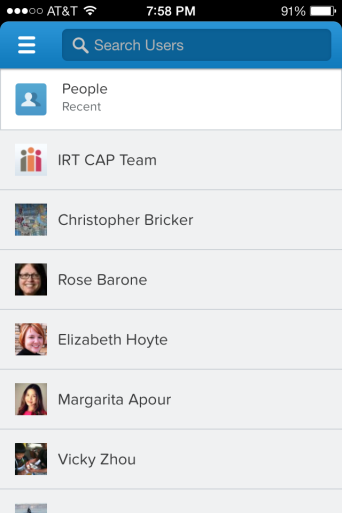 AT&T 7:58 PM 91%
Search Users
People
Recent
IRT CAP Team
Christopher Bricker
Rose Barone
Elizabeth Hoyte
Margarita Apour
Vicky Zhou